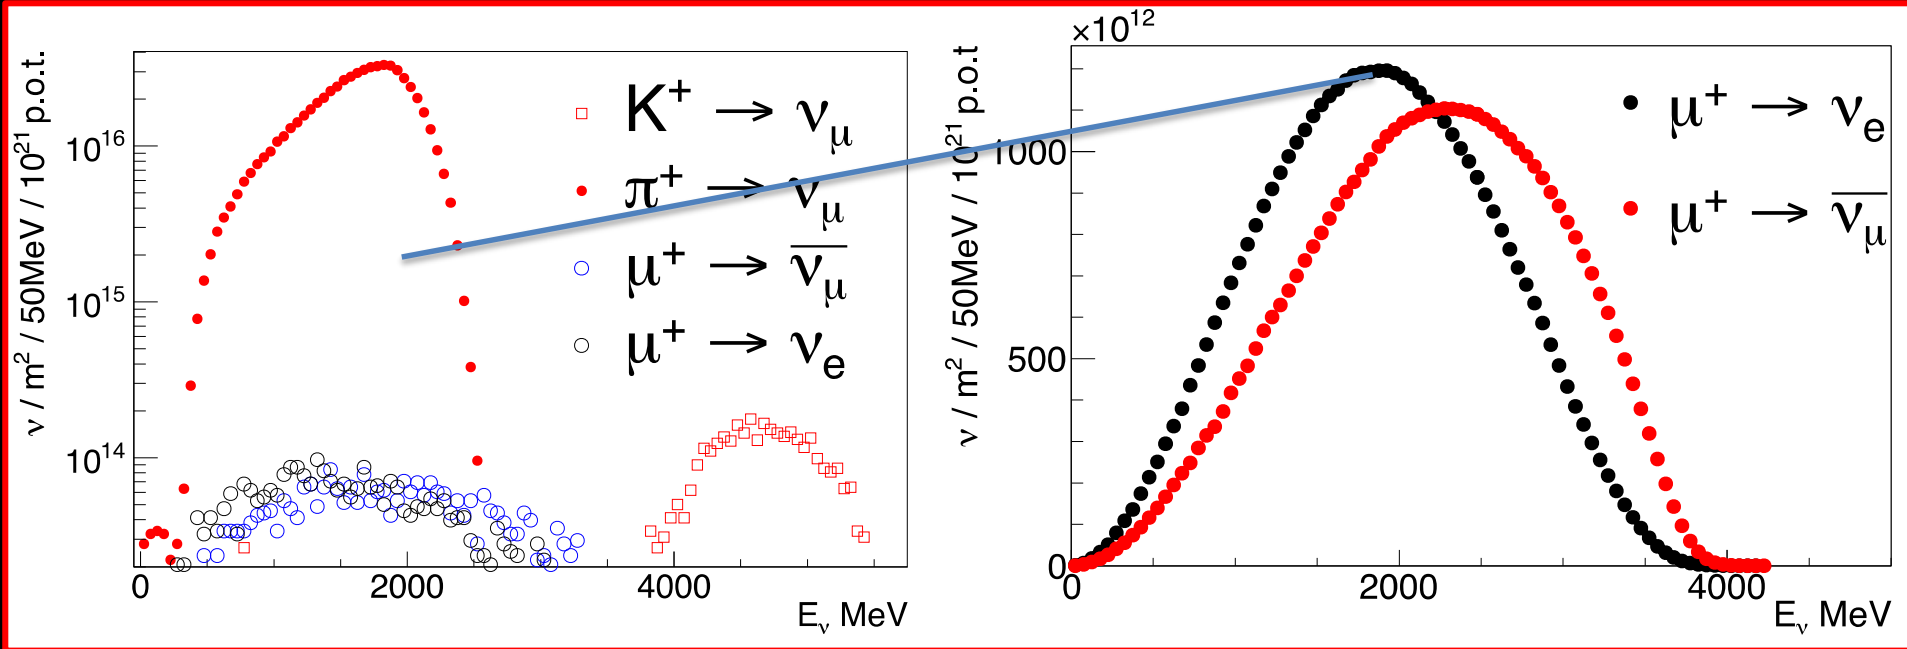 ν / m² / 50MeV / 10²¹ p.o.t.
10¹⁶
10¹⁵
10¹⁴
0
2000
4000
E_ν MeV
K⁺ → ν_μ
π⁺ → ν_μ
μ⁺ → ν̅_μ
μ⁺ → ν_e
×10¹²
ν / m² / 50MeV / 10²¹ p.o.t
1000
500
0
0
2000
4000
E_ν MeV
μ⁺ → ν_e
μ⁺ → ν̅_μ